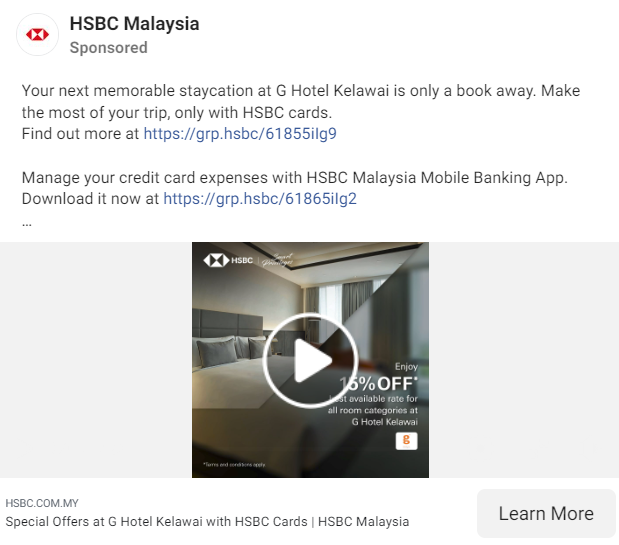 HSBC Malaysia
Sponsored
Your next memorable staycation at G Hotel Kelawai is only a book away. Make
the most of your trip, only with HSBC cards.
Find out more at https://grp.hsbc/61855iIg9
Manage your credit card expenses with HSBC Malaysia Mobile Banking App.
Download it now at https://grp.hsbc/61865iIg2
...
HSBC
Enjoy
15%OFF*
best available rate for
all room categories at
G Hotel Kelawai
g
*Terms and conditions apply
HSBC.COM.MY
Special Offers at G Hotel Kelawai with HSBC Cards | HSBC Malaysia
Learn More